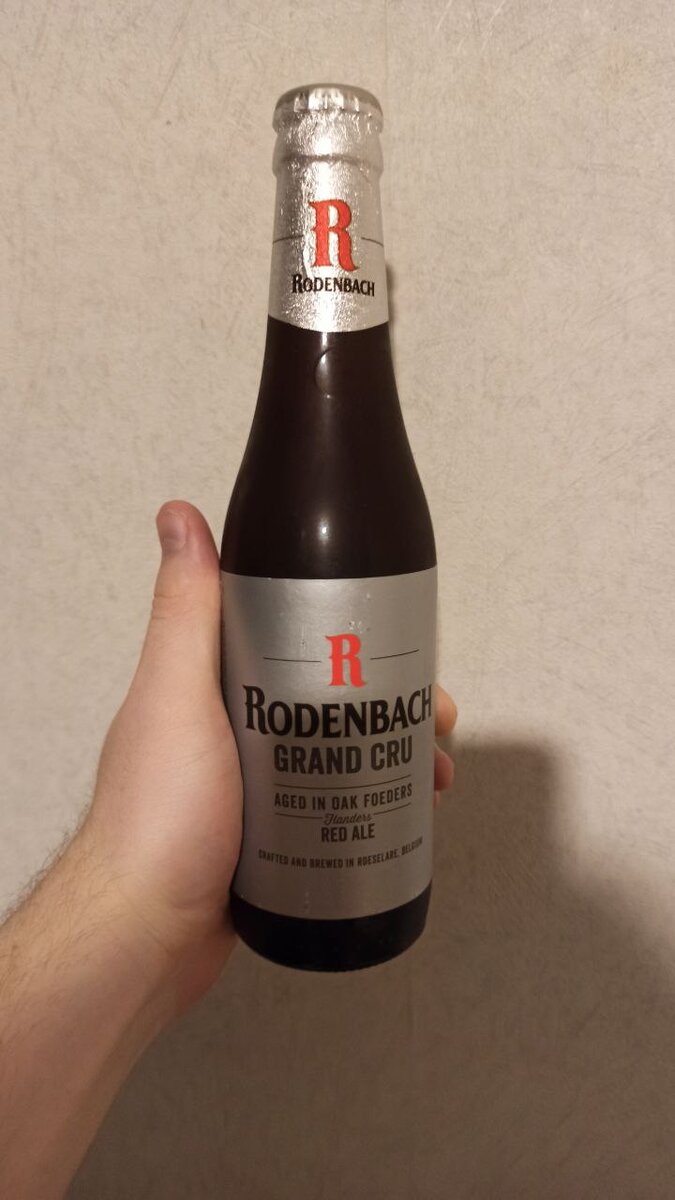 R
RODENBACH
R
RODENBACH
GRAND CRU
AGED IN OAK FOEDERS
Flanders
RED ALE
CRAFTED AND BREWED IN ROESELARE, BELGIUM